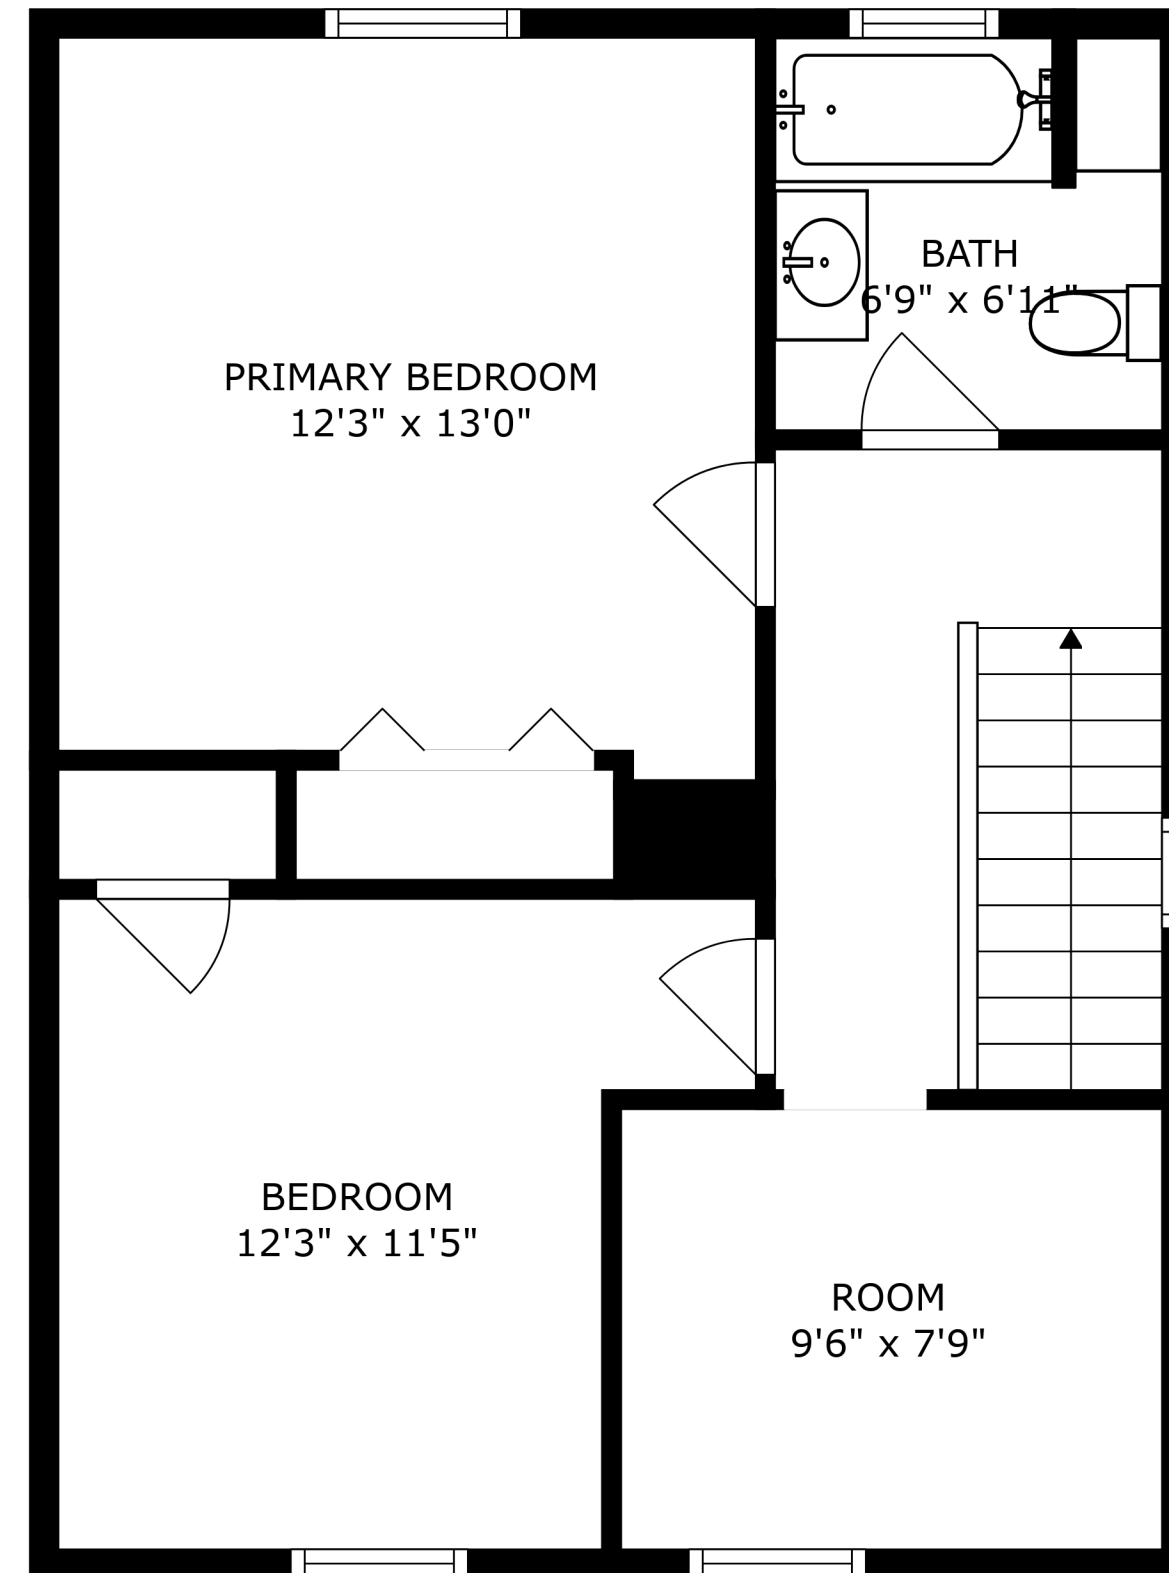 BATH
6'9" x 6'11"
PRIMARY BEDROOM
12'3" x 13'0"
BEDROOM
12'3" x 11'5"
ROOM
9'6" x 7'9"